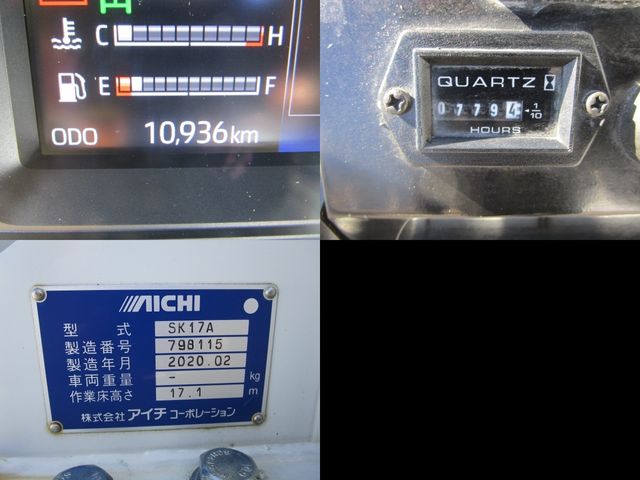 C H
E F
ODO 10,936km
QUARTZ
07794 1/10
HOURS
AICHI
型式 SK17A
製造番号 798115
製造年月 2020.02
車両重量 - kg
作業床高さ 17.1 m
株式会社 アイチ コーポレーション